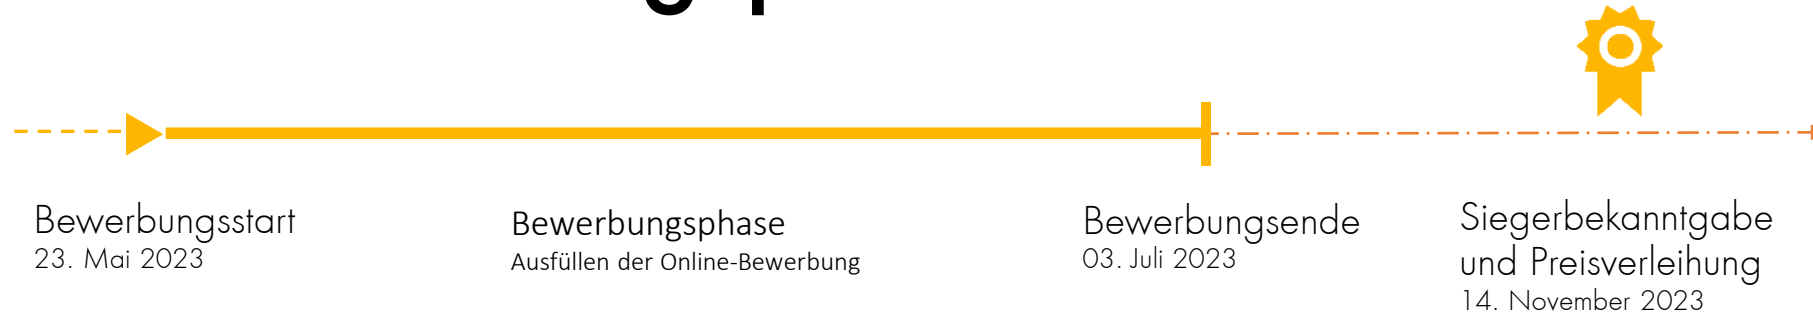 Bewerbungsstart
23. Mai 2023
Bewerbungsphase
Ausfüllen der Online-Bewerbung
Bewerbungsende
03. Juli 2023
Siegerbekanntgabe
und Preisverleihung
14. November 2023